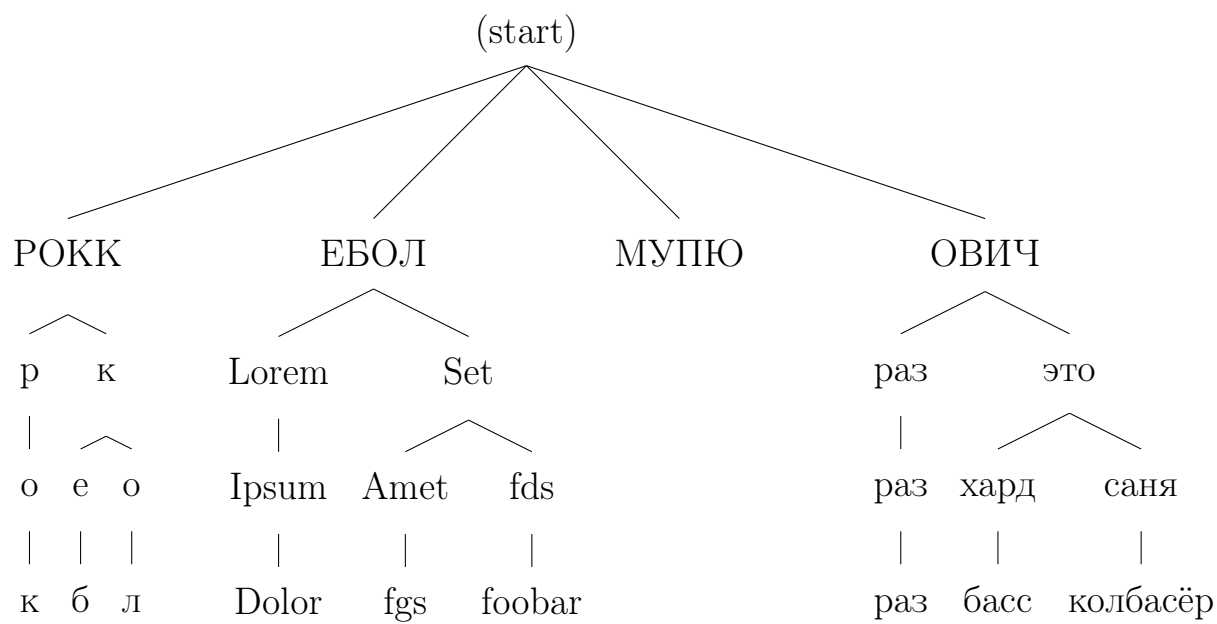 (start)
РОКК ЕБОЛ МУПЮ ОВИЧ
р к Lorem Set раз это
о е о Ipsum Amet fds раз хард саня
к б л Dolor fgs foobar раз басс колбасёр